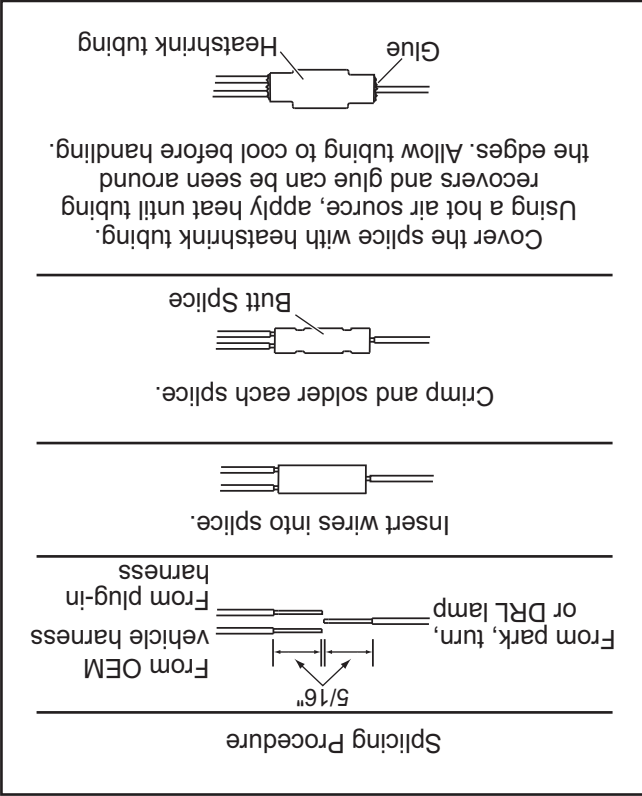 Splicing Procedure
5/16"
From park, turn,
or DRL lamp
From OEM
vehicle harness
From plug-in
harness
Insert wires into splice.
Crimp and solder each splice.
Butt Splice
Cover the splice with heatshrink tubing.
Using a hot air source, apply heat until tubing
recovers and glue can be seen around
the edges. Allow tubing to cool before handling.
Glue
Heatshrink tubing